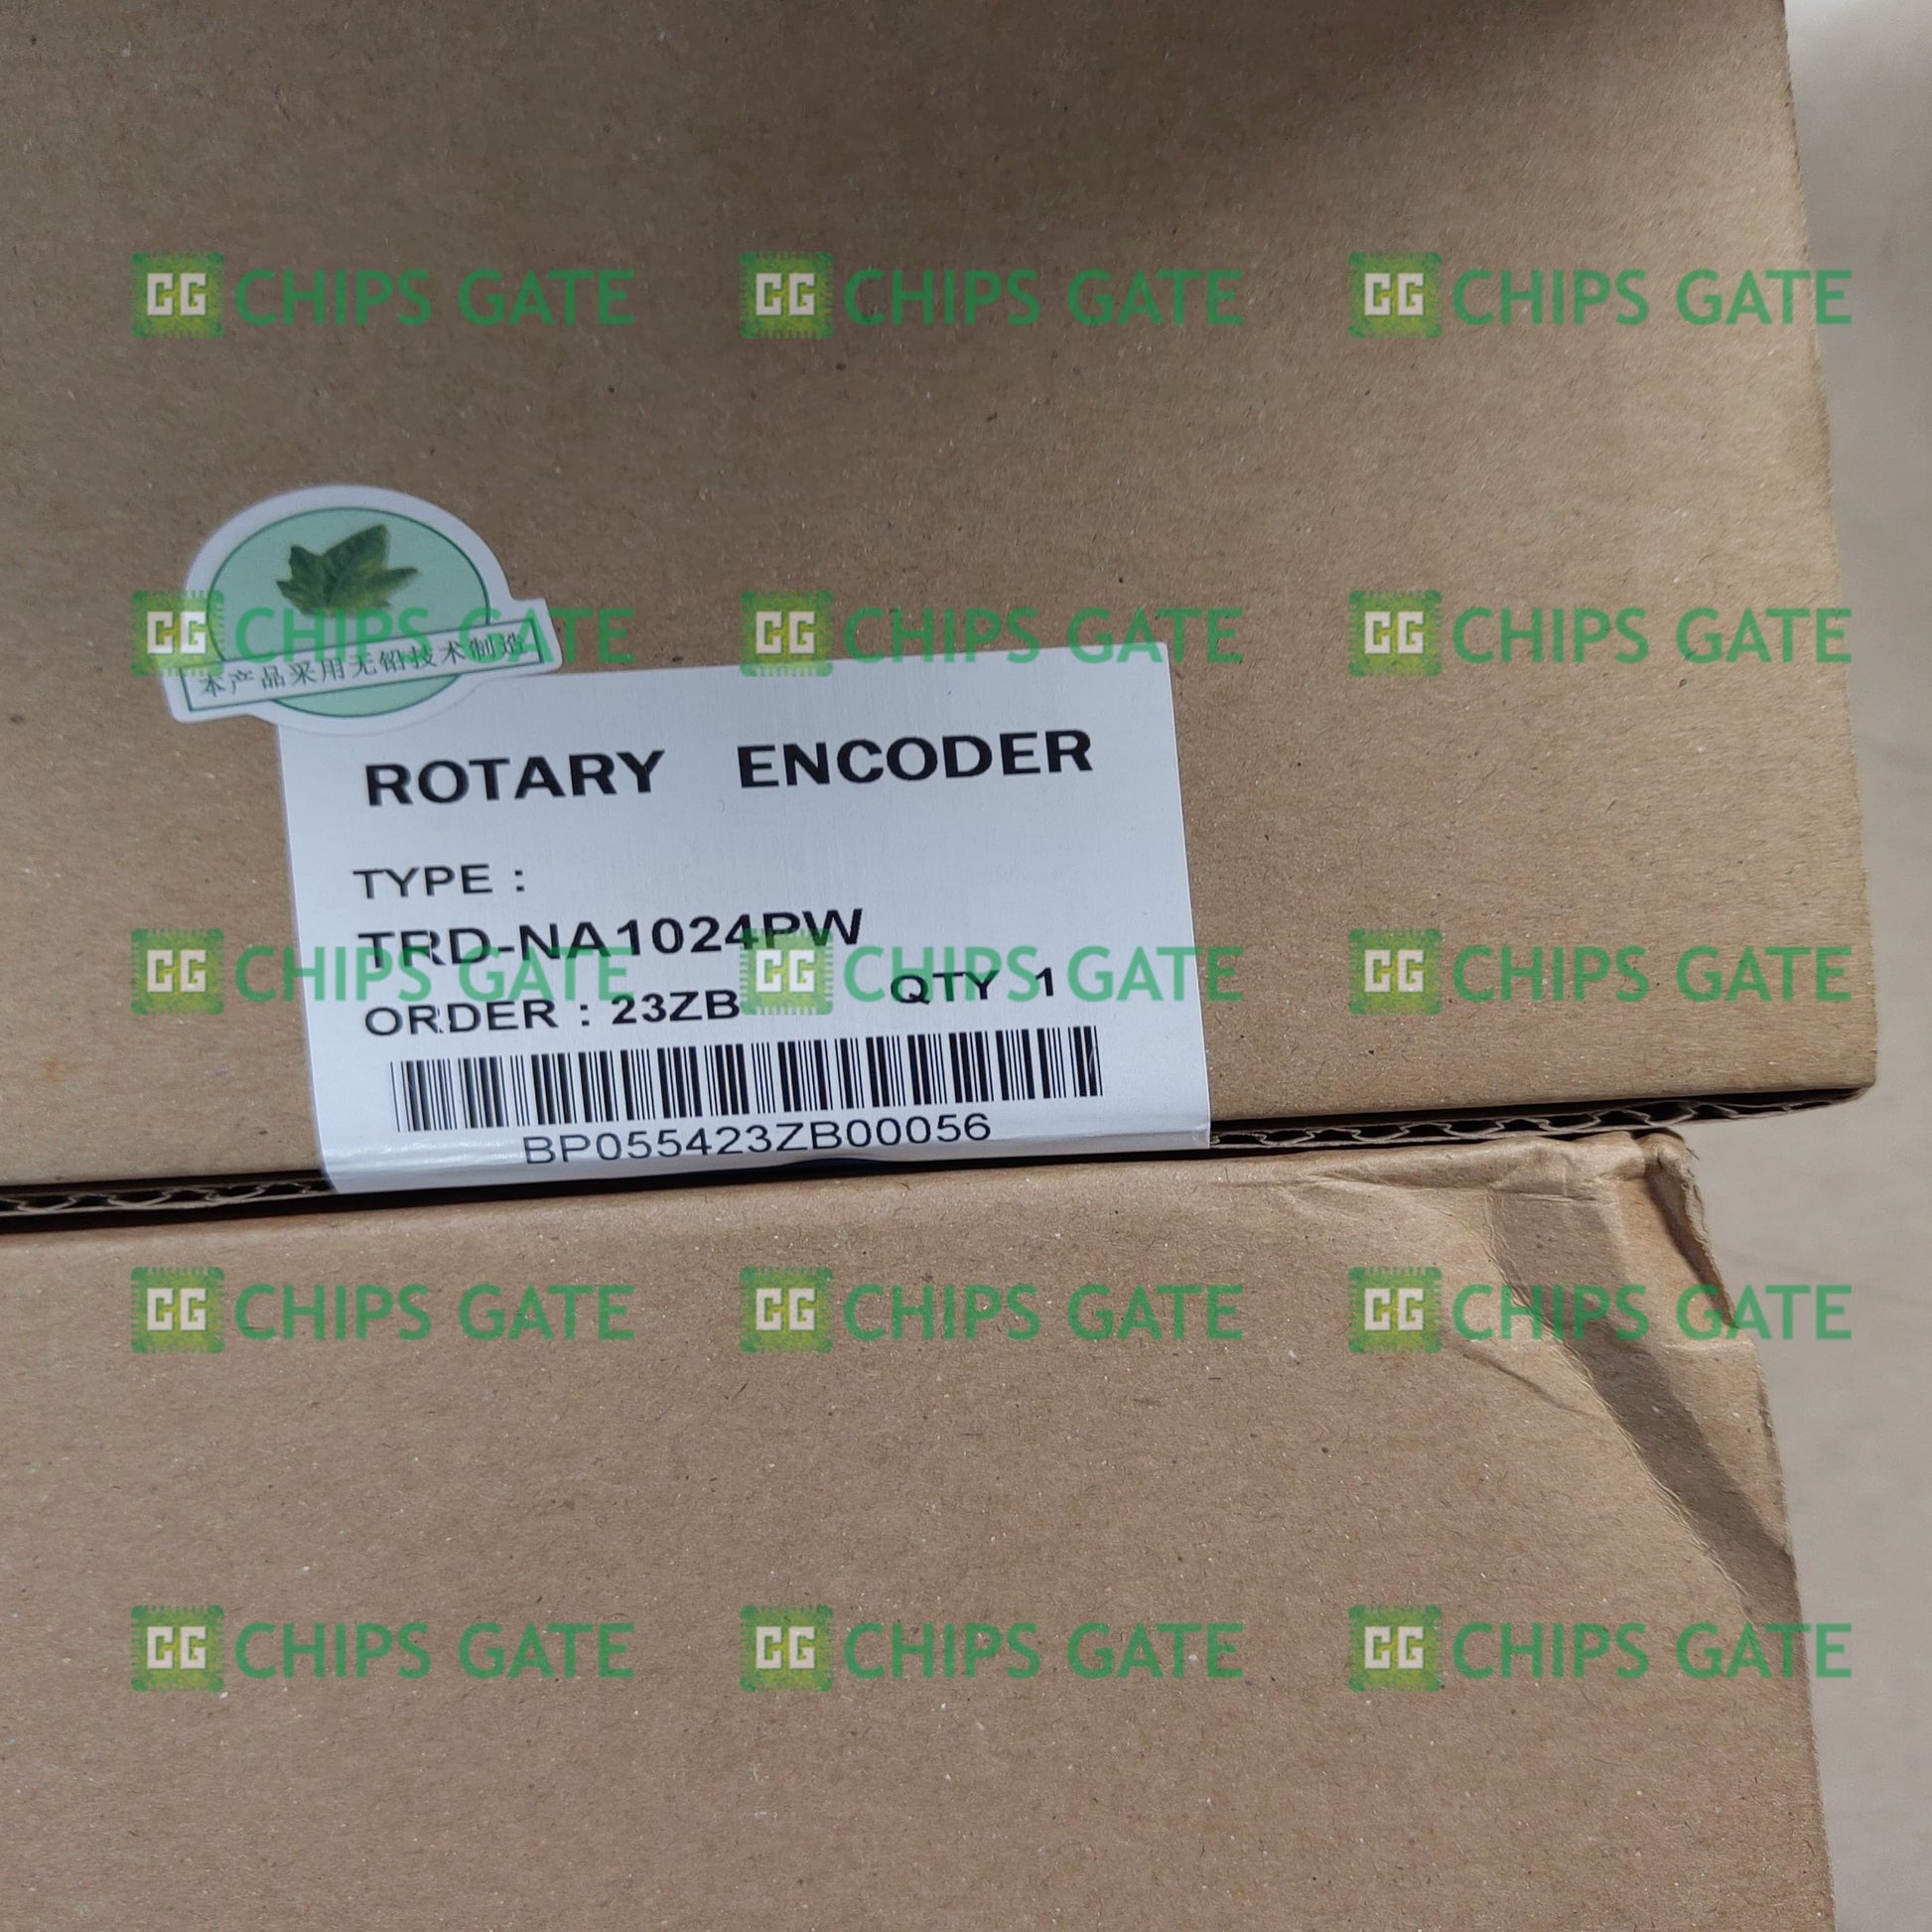 CG CHIPS GATE CG CHIPS GATE CG CHIPS GATE
CG CHIPS GATE CG CHIPS GATE CG CHIPS GATE
本产品采用无铅技术制造
ROTARY ENCODER
TYPE :
TRD-NA1024PW
CG CHIPS GATE CG CHIPS GATE CG CHIPS GATE
ORDER : 23ZB QTY 1
BP055423ZB00056
CG CHIPS GATE CG CHIPS GATE CG CHIPS GATE
CG CHIPS GATE CG CHIPS GATE CG CHIPS GATE